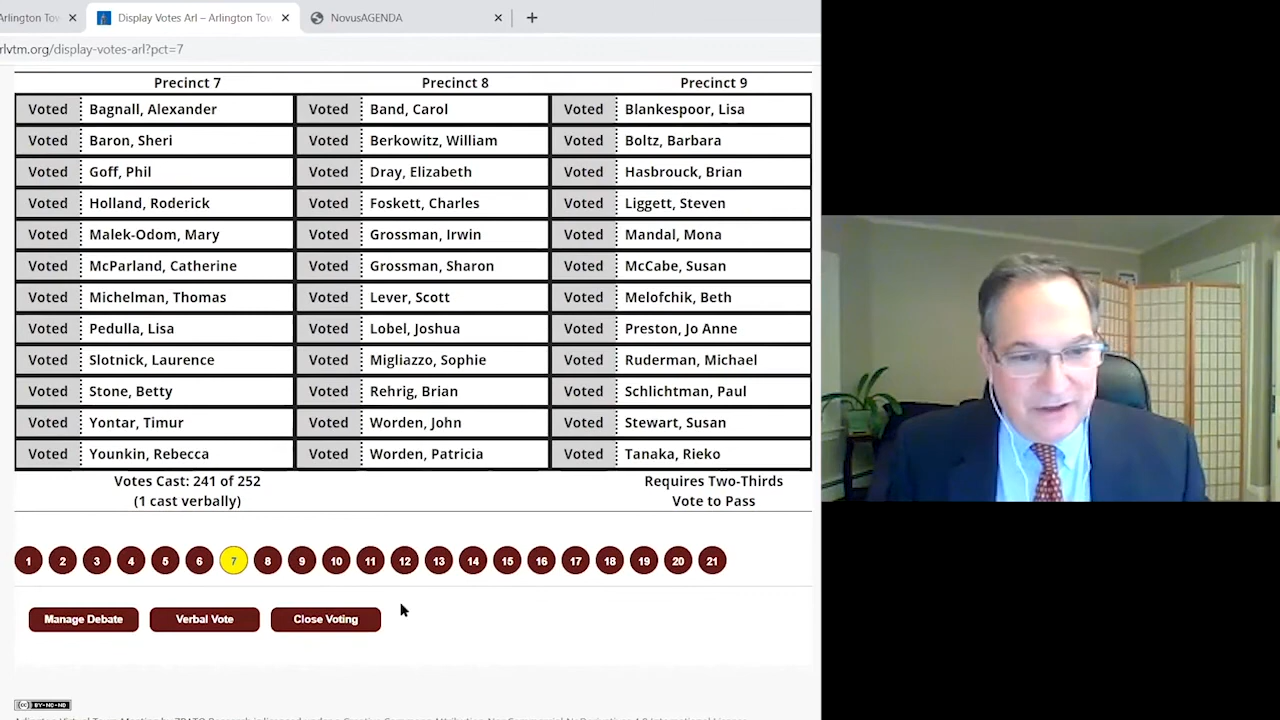 Arlington Tow
Display Votes Arl – Arlington Tow
NovusAGENDA
rlvtm.org/display-votes-arl?pct=7
Precinct 7 Precinct 8 Precinct 9
Voted Bagnall, Alexander Voted Band, Carol Voted Blankespoor, Lisa
Voted Baron, Sheri Voted Berkowitz, William Voted Boltz, Barbara
Voted Goff, Phil Voted Dray, Elizabeth Voted Hasbrouck, Brian
Voted Holland, Roderick Voted Foskett, Charles Voted Liggett, Steven
Voted Malek-Odom, Mary Voted Grossman, Irwin Voted Mandal, Mona
Voted McParland, Catherine Voted Grossman, Sharon Voted McCabe, Susan
Voted Michelman, Thomas Voted Lever, Scott Voted Melofchik, Beth
Voted Pedulla, Lisa Voted Lobel, Joshua Voted Preston, Jo Anne
Voted Slotnick, Laurence Voted Migliazzo, Sophie Voted Ruderman, Michael
Voted Stone, Betty Voted Rehrig, Brian Voted Schlichtman, Paul
Voted Yontar, Timur Voted Worden, John Voted Stewart, Susan
Voted Younkin, Rebecca Voted Worden, Patricia Voted Tanaka, Rieko
Votes Cast: 241 of 252 Requires Two-Thirds
(1 cast verbally) Vote to Pass
1 2 3 4 5 6 7 8 9 10 11 12 13 14 15 16 17 18 19 20 21
Manage Debate Verbal Vote Close Voting
BY-NC-ND